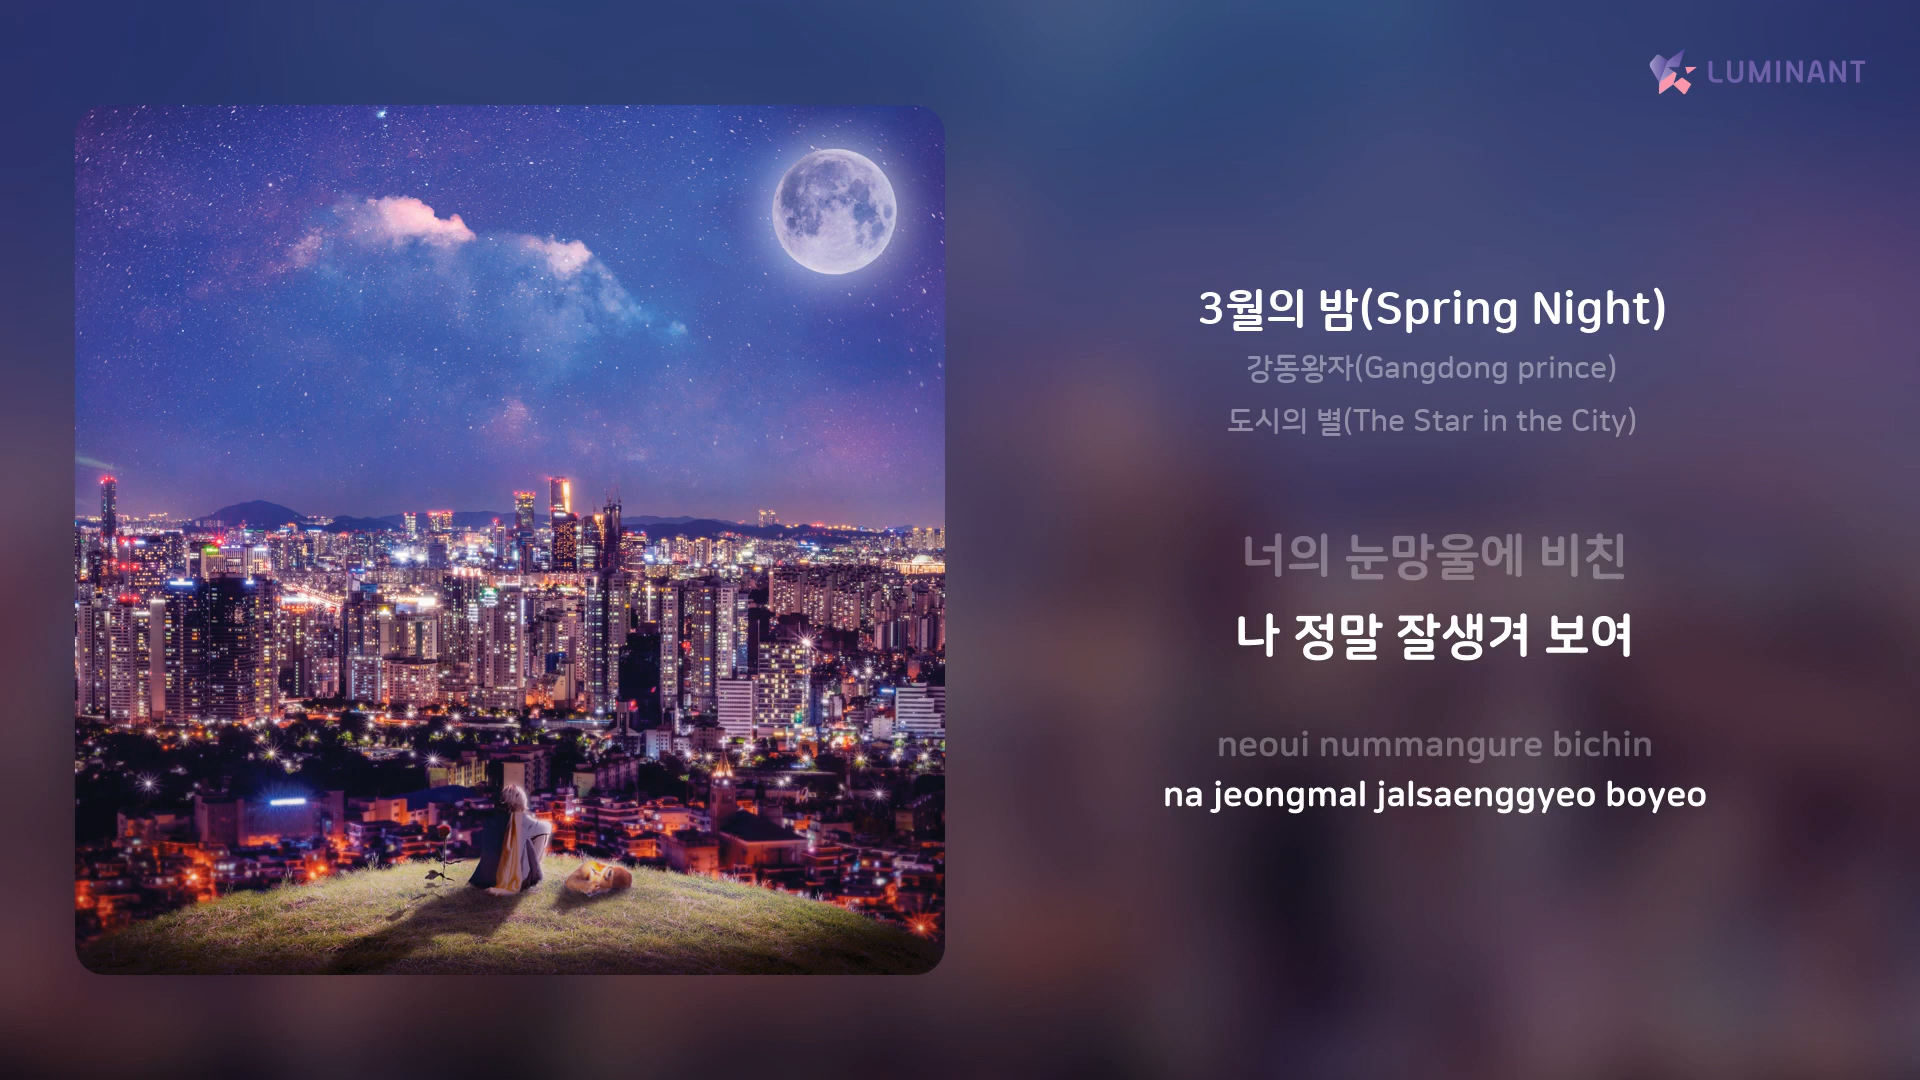 LUMINANT
3월의 밤(Spring Night)
강동왕자(Gangdong prince)
도시의 별(The Star in the City)
너의 눈망울에 비친
나 정말 잘생겨 보여
neoui nunmangure bichin
na jeongmal jalsaenggyeo boyeo